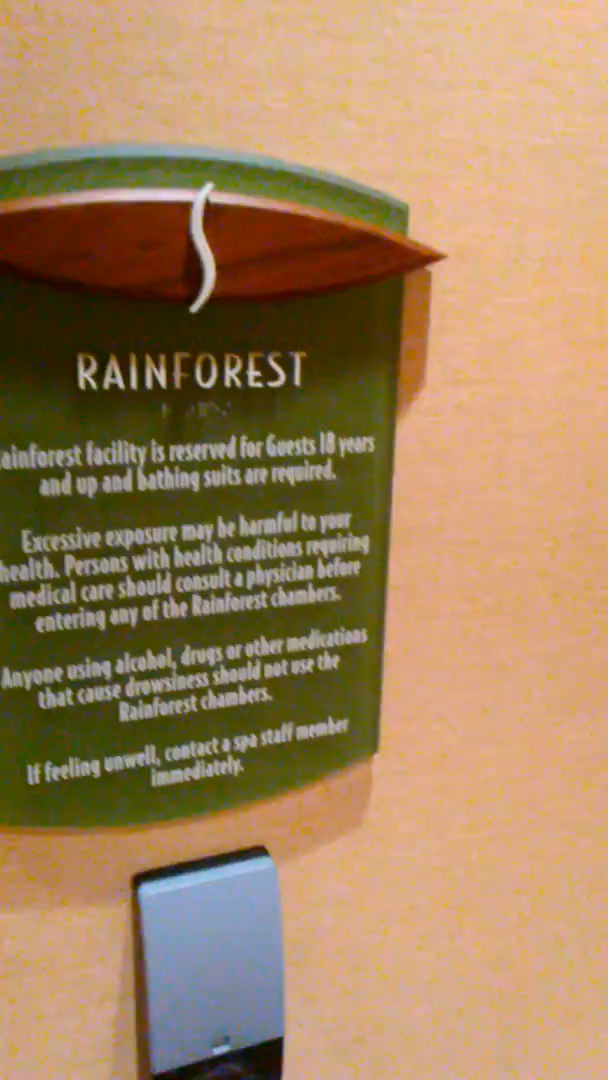 RAINFOREST
ainforest facility is reserved for Guests 18 years
and up and bathing suits are required.
Excessive exposure may be harmful to your
health. Persons with health conditions requiring
medical care should consult a physician before
entering any of the Rainforest chambers.
Anyone using alcohol, drugs or other medications
that cause drowsiness should not use the
Rainforest chambers.
If feeling unwell, contact a spa staff member
immediately.